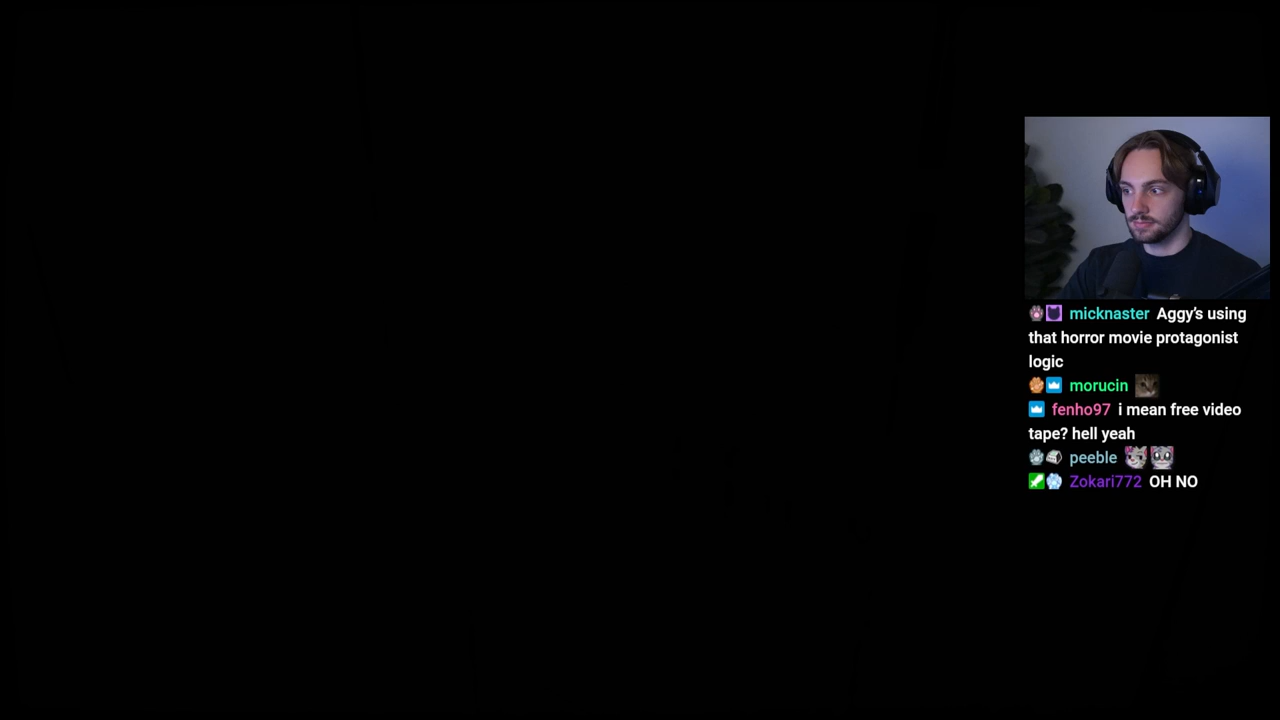 micknaster Aggy's using
that horror movie protagonist
logic
morucin
fenho97 i mean free video
tape? hell yeah
peeble
Zokari772 OH NO